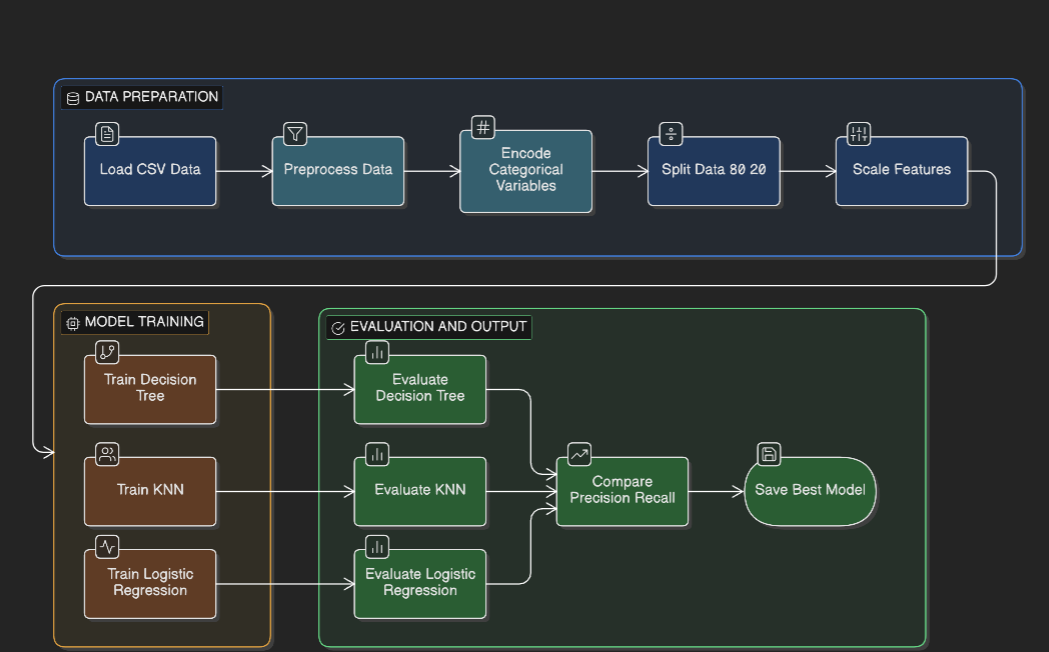 DATA PREPARATION
Load CSV Data
Preprocess Data
Encode
Categorical
Variables
Split Data 80 20
Scale Features
MODEL TRAINING
Train Decision
Tree
Train KNN
Train Logistic
Regression
EVALUATION AND OUTPUT
Evaluate
Decision Tree
Evaluate KNN
Evaluate Logistic
Regression
Compare
Precision Recall
Save Best Model